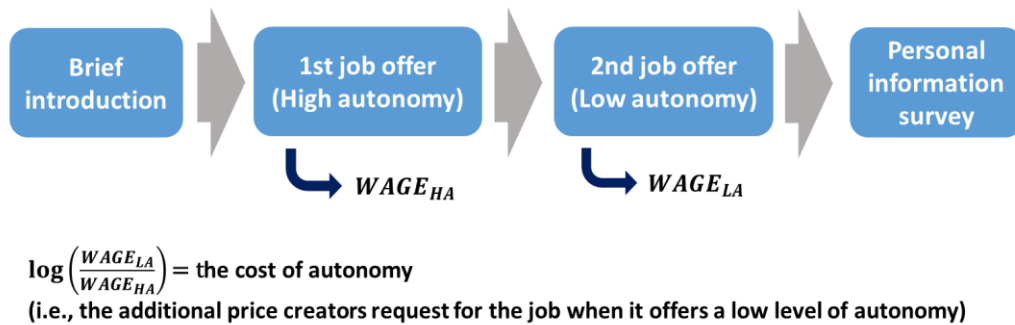 Brief
introduction
1st job offer
(High autonomy)
2nd job offer
(Low autonomy)
Personal
information
survey
WAGE_HA
WAGE_LA
log(WAGE_LA/WAGE_HA) = the cost of autonomy
(i.e., the additional price creators request for the job when it offers a low level of autonomy)